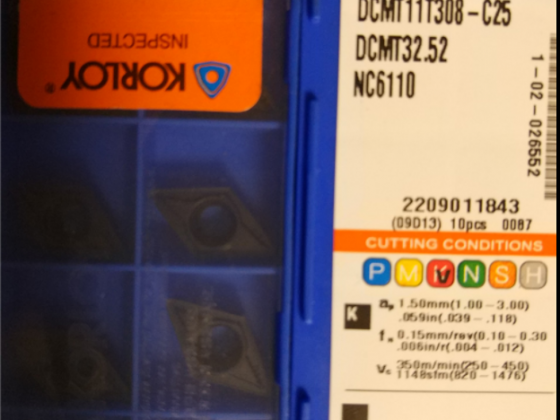 KORLOY®
INSPECTED
DCMT11T308-C25
DCMT32.52
NC6110
1-02-026552
2209011843
(09D13) 10pcs 0087
CUTTING CONDITIONS
P M K N S H
K
ap 1.50mm(1.00 - 3.00)
.059in(.039 - .118)
f = 0.15mm/rev(0.10 - 0.30
.006in/r(.004 - .012)
vc 350m/min(250 - 450)
1148sfm(820 - 1476)